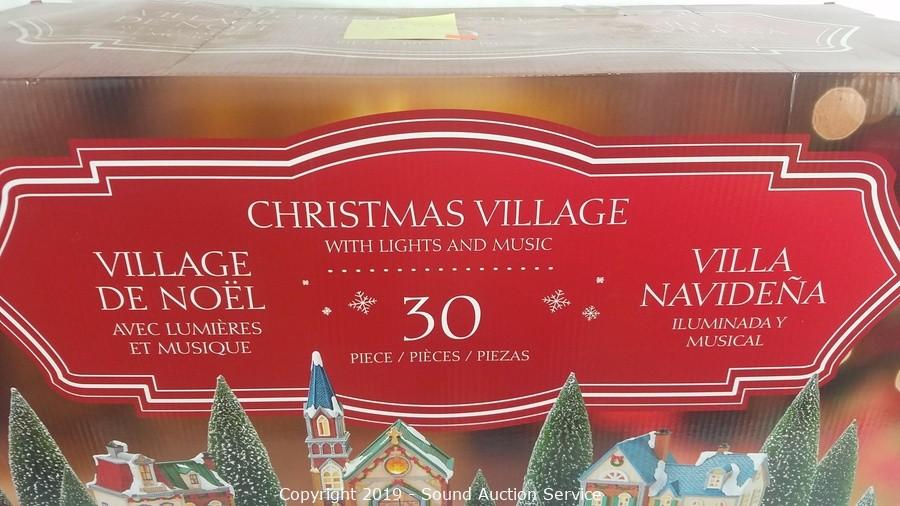 CHRISTMAS VILLAGE
WITH LIGHTS AND MUSIC
VILLAGE
DE NOËL
AVEC LUMIÈRES
ET MUSIQUE
30
PIECE / PIÈCES / PIEZAS
VILLA
NAVIDEÑA
ILUMINADA Y
MUSICAL
Copyright 2019 - Sound Auction Service